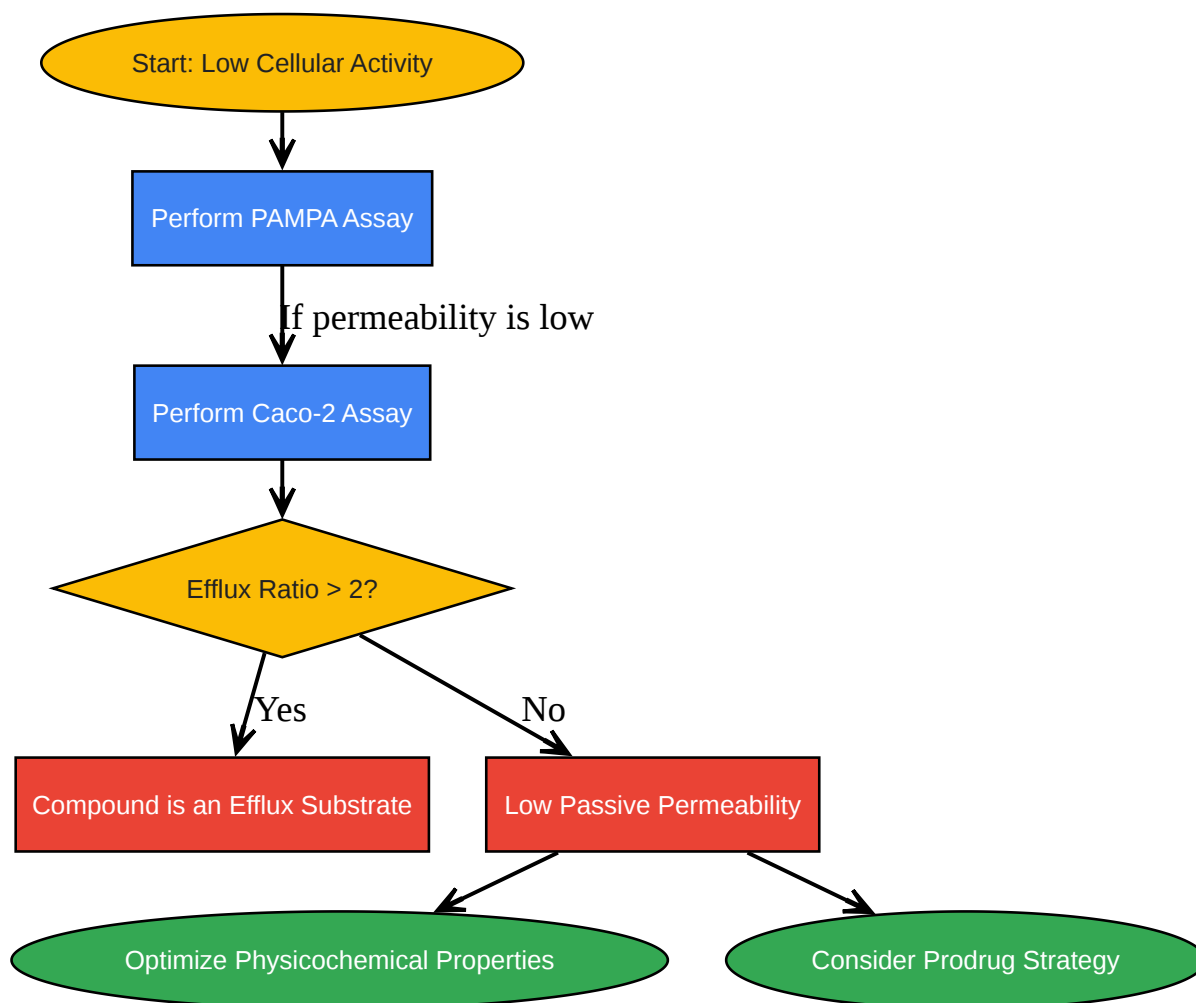 Start: Low Cellular Activity
Perform PAMPA Assay
If permeability is low
Perform Caco-2 Assay
Efflux Ratio > 2?
Yes
No
Compound is an Efflux Substrate
Low Passive Permeability
Optimize Physicochemical Properties
Consider Prodrug Strategy